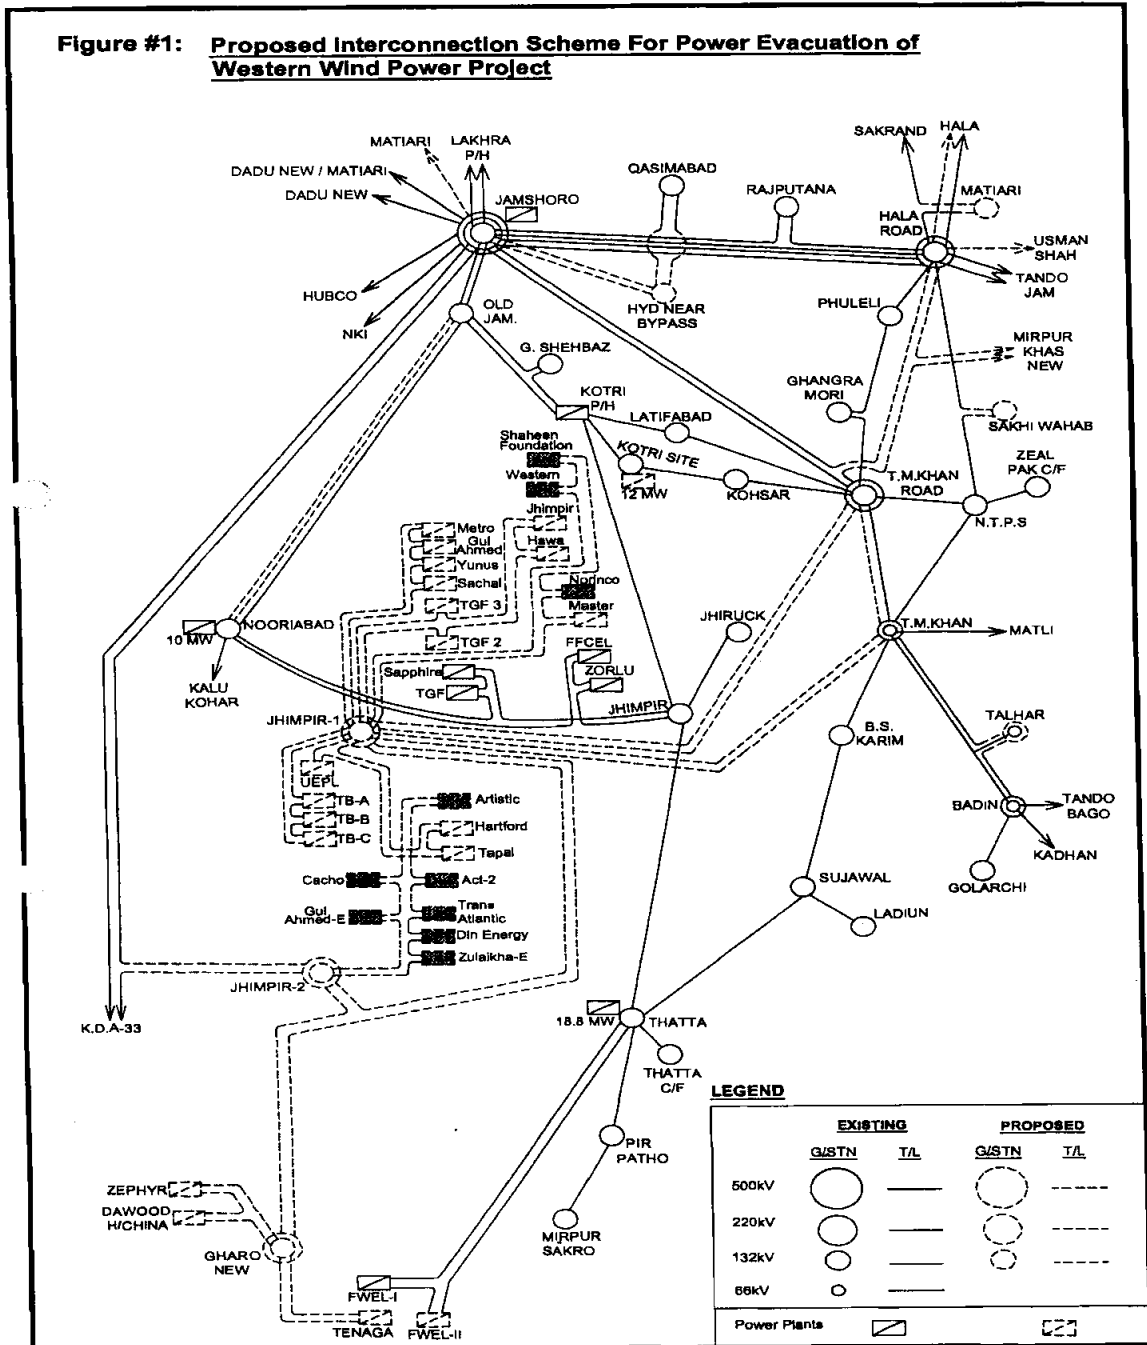 Figure #1: Proposed Interconnection Scheme For Power Evacuation of
Western Wind Power Project
SAKRAND
HALA
MATIARI
LAKHRA
P/H
DADU NEW / MATIARI
DADU NEW
JAMSHORO
QASIMABAD
RAJPUTANA
MATIARI
HALA
ROAD
USMAN
SHAH
TANDO
JAM
HUBCO
NKI
OLD
JAM.
HYD NEAR
BYPASS
PHULELI
MIRPUR
KHAS
NEW
G. SHEHBAZ
KOTRI
P/H
GHANGRA
MORI
LATIFABAD
SAKHI WAHAB
Shaheen
Foundation
KOTRI SITE
ZEAL
PAK C/F
Western
12 MW
KOHSAR
T.M.KHAN
ROAD
N.T.P.S
Jhimpir
Metro
Gul
Ahmed
Hawa
Yunus
Sachal
Norinco
TGF 3
Master
NOORIABAD
10 MW
TGF 2
FFCEL
JHIRUCK
T.M.KHAN
MATLI
Sapphire
ZORLU
TGF
KALU
KOHAR
JHIMPIR
JHIMPIR-1
B.S.
KARIM
TALHAR
UEPL
TB-A
TB-B
TB-C
Artistic
Hartford
Tapal
BADIN
TANDO
BAGO
KADHAN
GOLARCHI
Cacho
Act-2
SUJAWAL
LADIUN
Gul
Ahmed-E
Trans
Atlantic
Din Energy
Zulaikha-E
JHIMPIR-2
K.D.A-33
18.8 MW
THATTA
THATTA
C/F
PIR
PATHO
MIRPUR
SAKRO
ZEPHYR
DAWOOD
H/CHINA
GHARO
NEW
FWEL-I
TENAGA
FWEL-II
LEGEND
EXISTING PROPOSED
G/STN T/L G/STN T/L
500kV
220kV
132kV
66kV
Power Plants